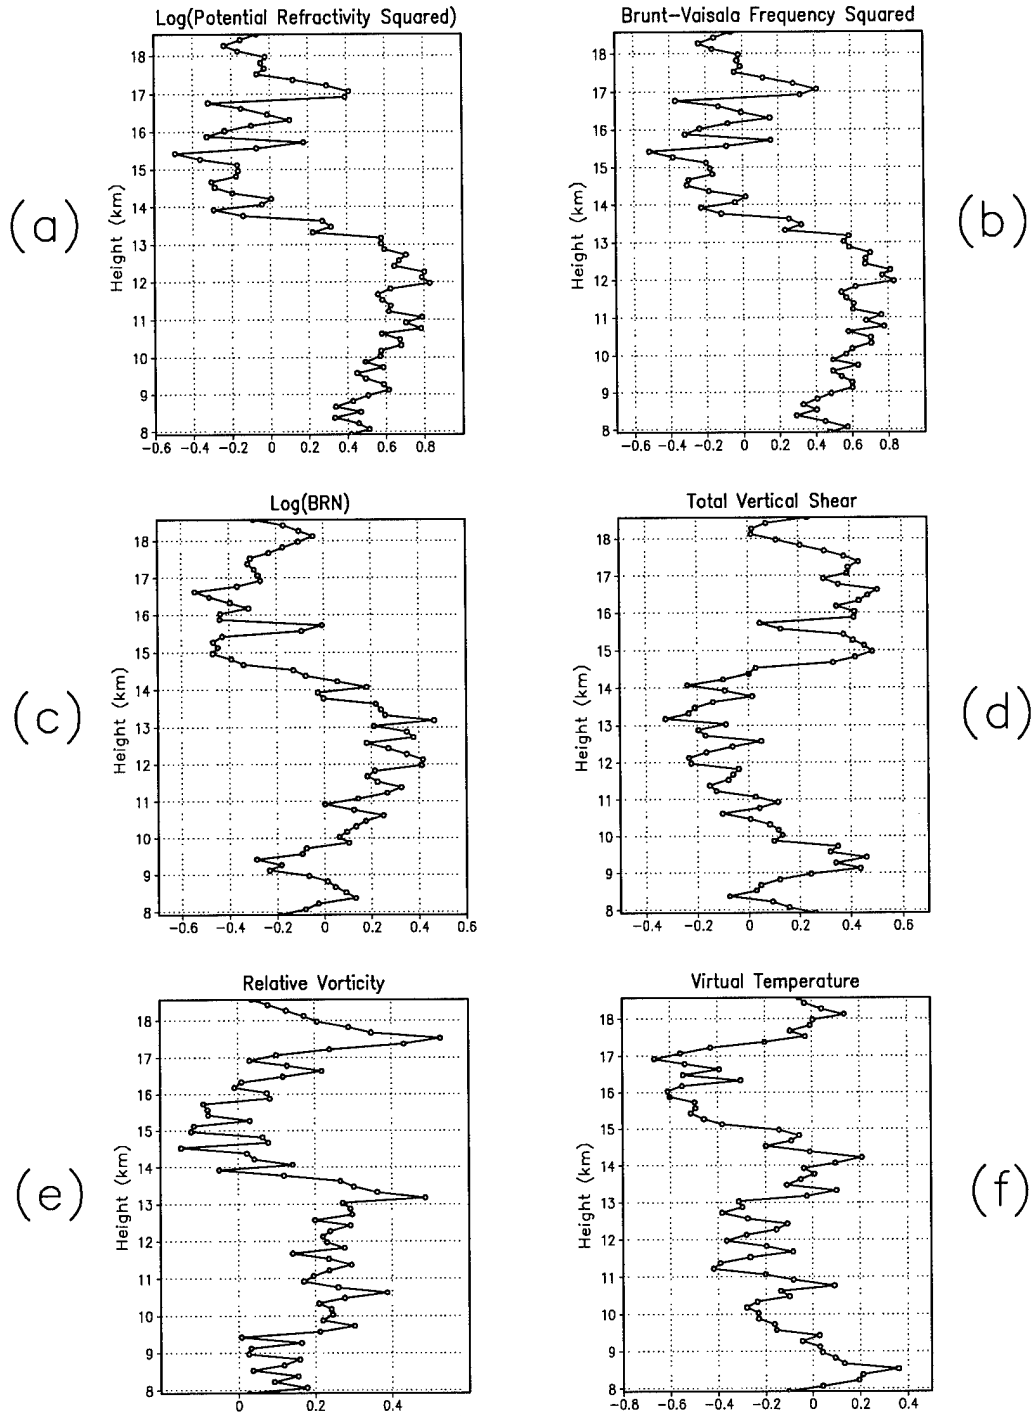 Log(Potential Refractivity Squared)
Brunt-Vaisala Frequency Squared
(a)
Height (km)
18
17
16
15
14
13
12
11
10
9
8
-0.6 -0.4 -0.2 0 0.2 0.4 0.6 0.8
Height (km)
18
17
16
15
14
13
12
11
10
9
8
-0.6 -0.4 -0.2 0 0.2 0.4 0.6 0.8
(b)
Log(BRN)
Total Vertical Shear
(c)
Height (km)
18
17
16
15
14
13
12
11
10
9
8
-0.6 -0.4 -0.2 0 0.2 0.4 0.6
Height (km)
18
17
16
15
14
13
12
11
10
9
8
-0.4 -0.2 0 0.2 0.4 0.6
(d)
Relative Vorticity
Virtual Temperature
(e)
Height (km)
18
17
16
15
14
13
12
11
10
9
8
0 0.2 0.4
Height (km)
18
17
16
15
14
13
12
11
10
9
8
-0.8 -0.6 -0.4 -0.2 0 0.2 0.4
(f)